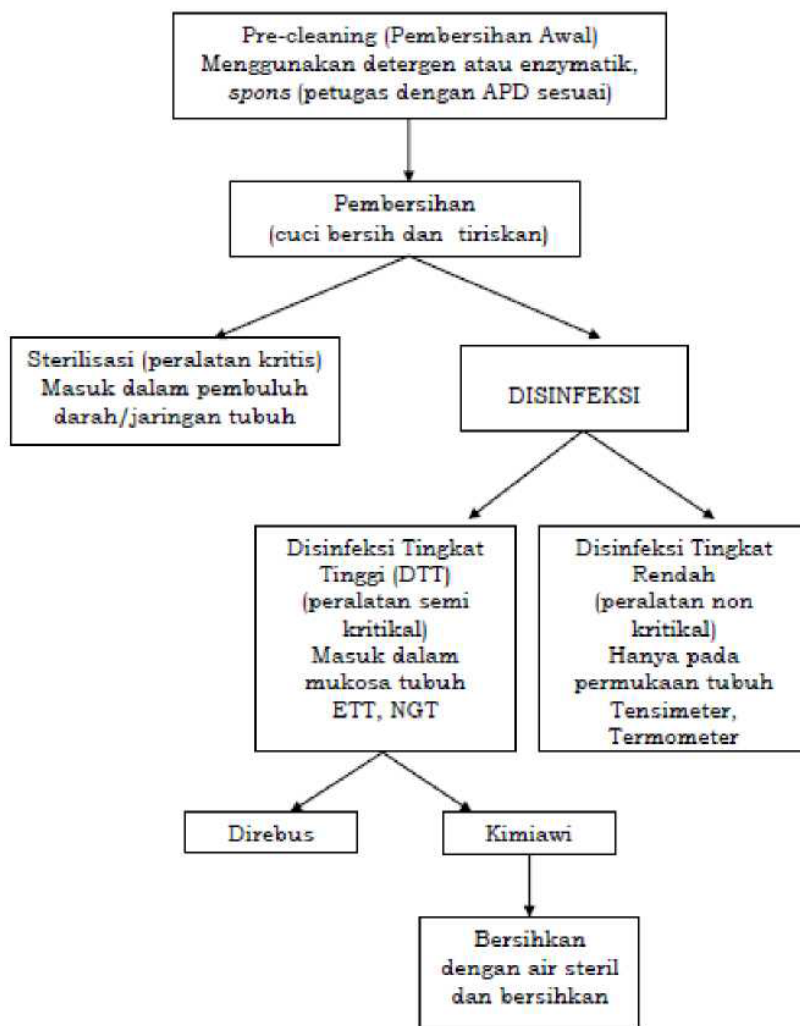 Pre-cleaning (Pembersihan Awal)
Menggunakan detergen atau enzymatik,
spons (petugas dengan APD sesuai)
Pembersihan
(cuci bersih dan tiriskan)
Sterilisasi (peralatan kritis)
Masuk dalam pembuluh
darah/jaringan tubuh
DISINFEKSI
Disinfeksi Tingkat
Tinggi (DTT)
(peralatan semi
kritikal)
Masuk dalam
mukosa tubuh
ETT, NGT
Disinfeksi Tingkat
Rendah
(peralatan non
kritikal)
Hanya pada
permukaan tubuh
Tensimeter,
Termometer
Direbus
Kimiawi
Bersihkan
dengan air steril
dan bersihkan